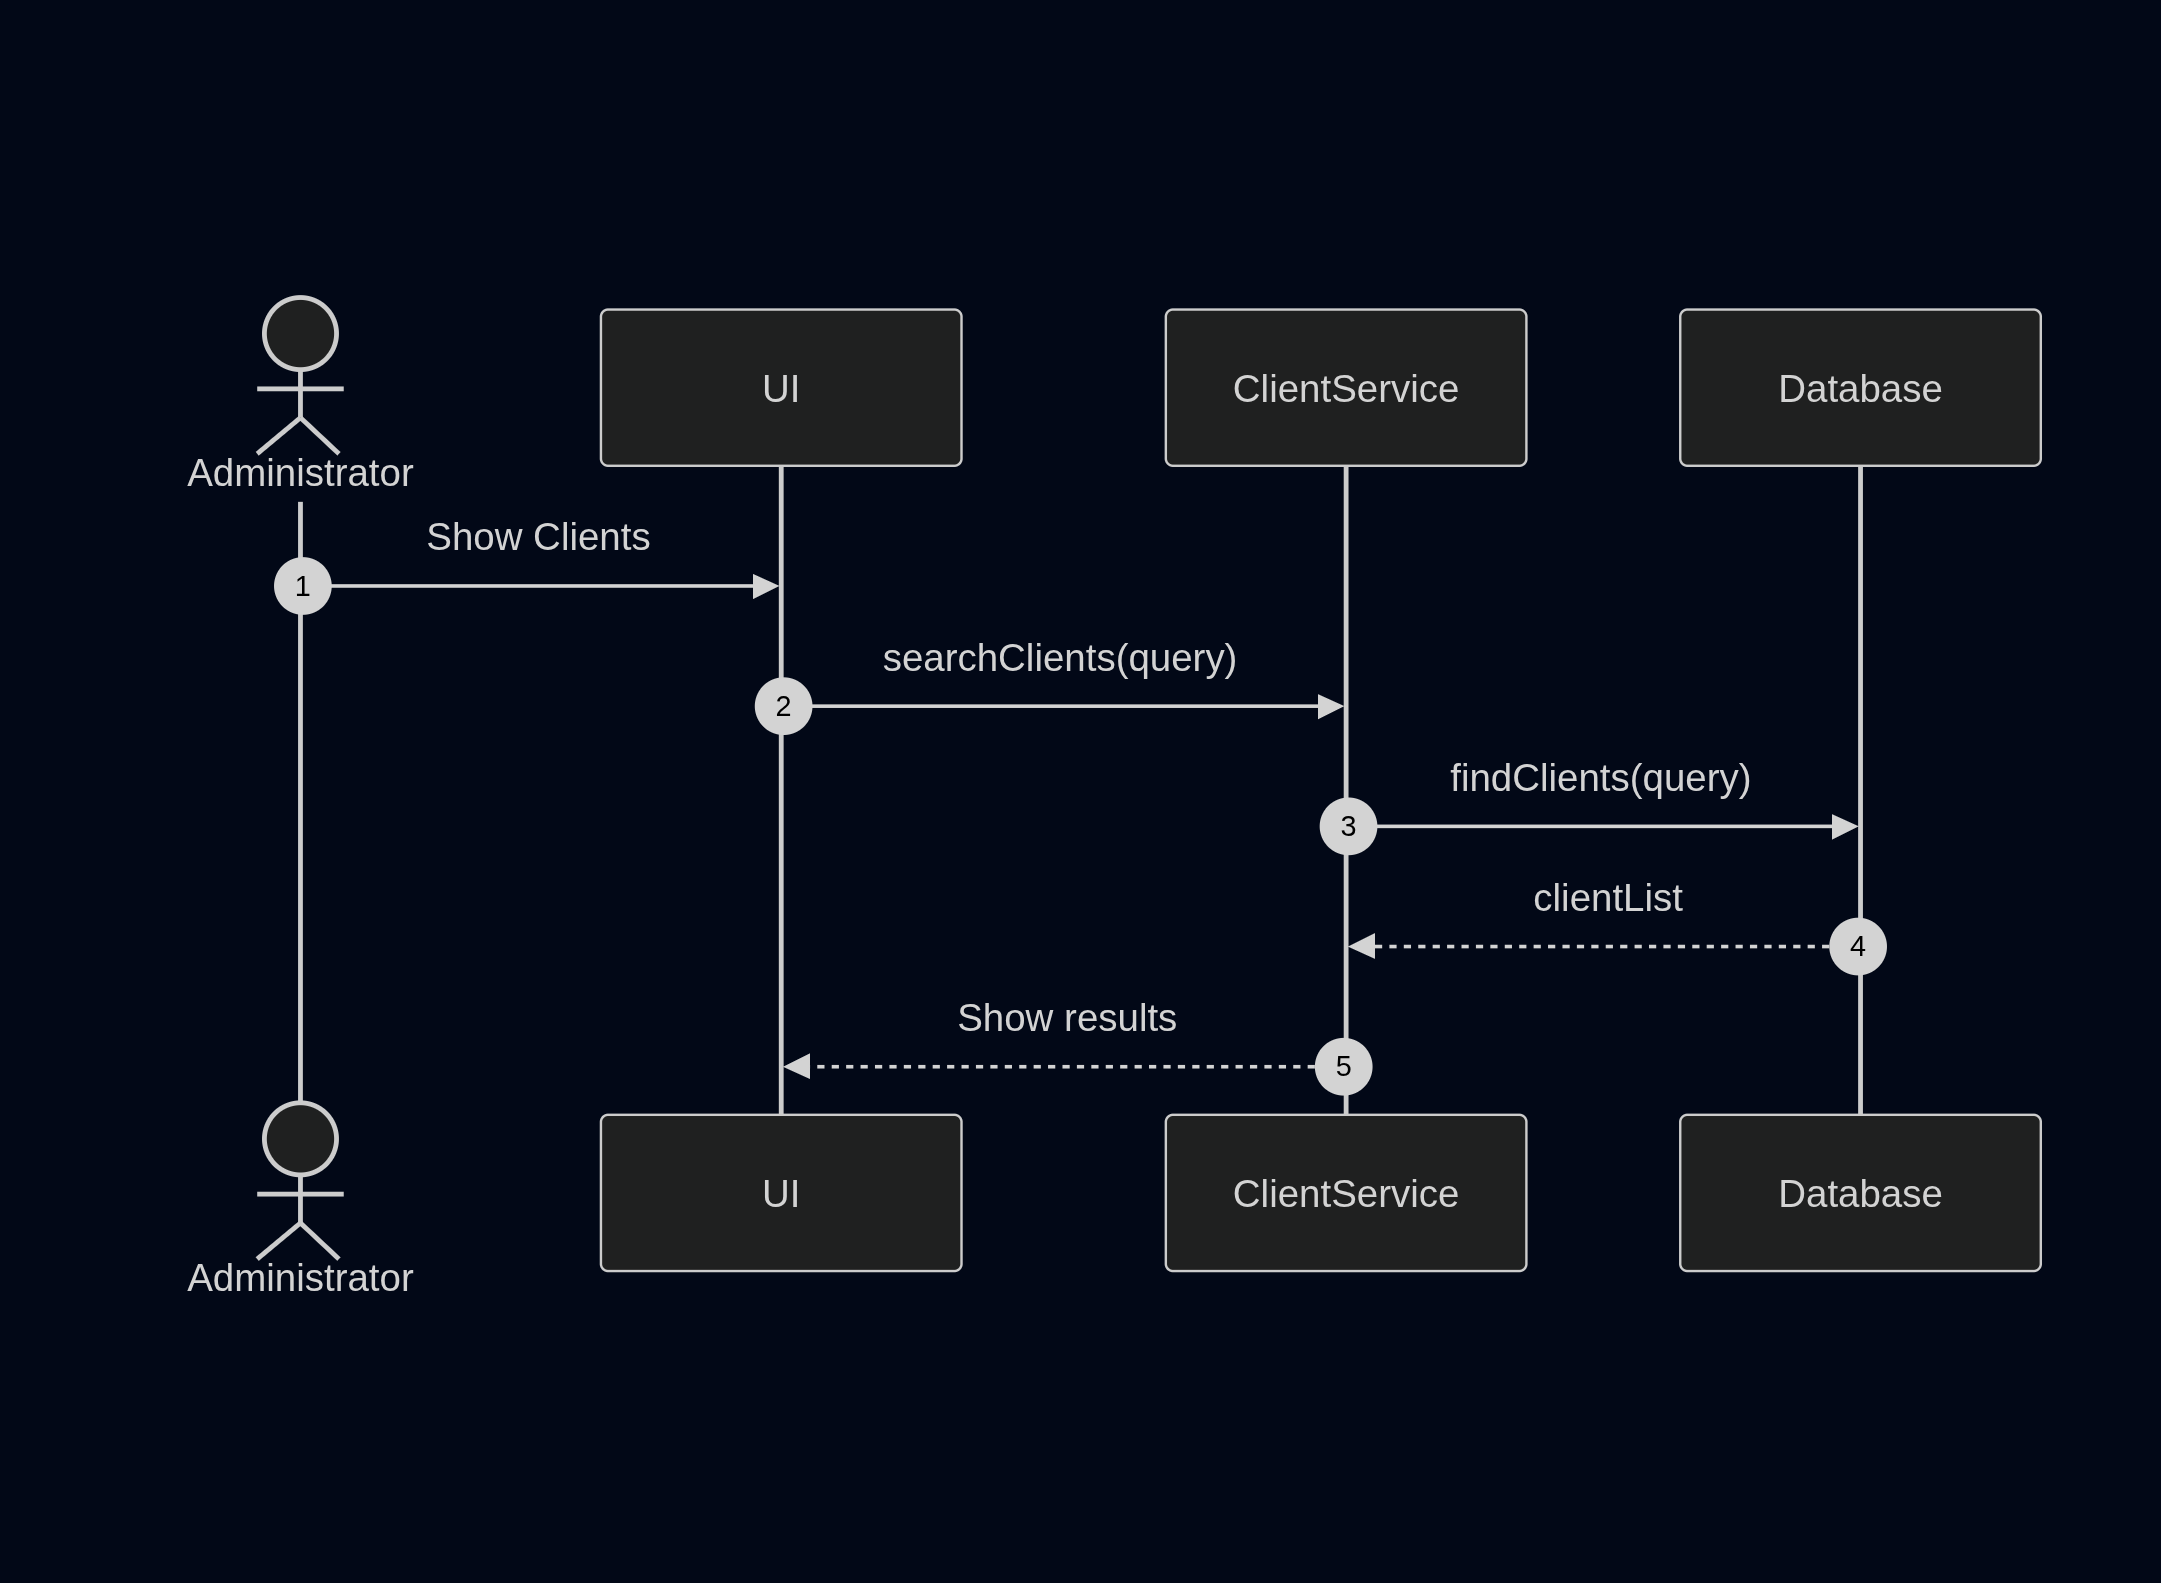 Administrator
UI
ClientService
Database
Show Clients
1
searchClients(query)
2
findClients(query)
3
clientList
4
Show results
5
Administrator
UI
ClientService
Database